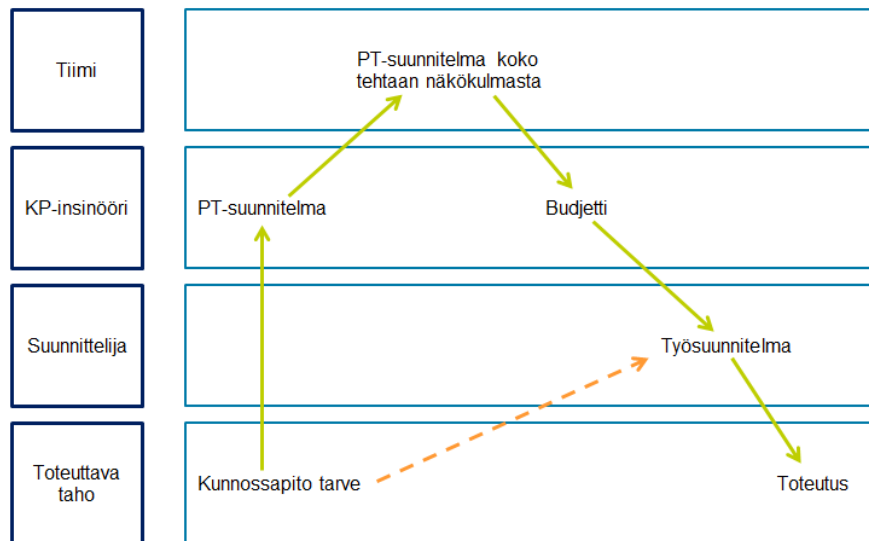 Tiimi
PT-suunnitelma koko
tehtaan näkökulmasta
KP-insinööri
PT-suunnitelma
Budjetti
Suunnittelija
Työsuunnitelma
Toteuttava
taho
Kunnossapito tarve
Toteutus